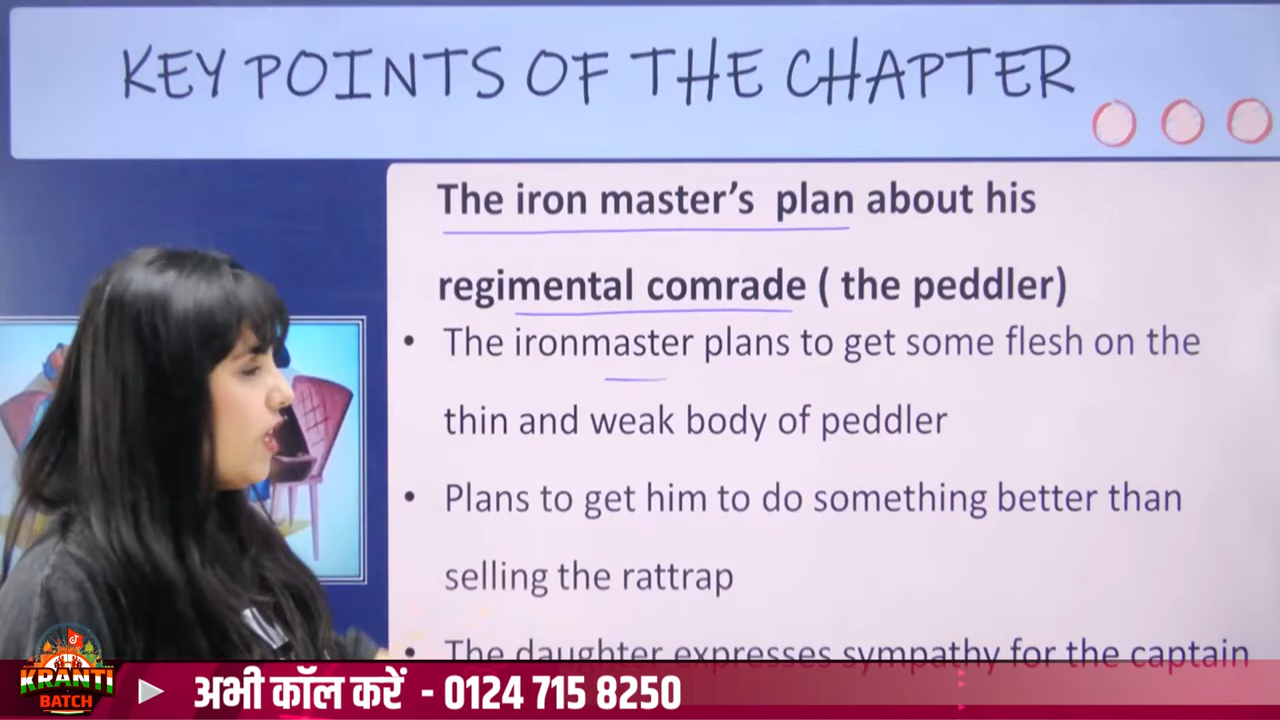 KEY POINTS OF THE CHAPTER
The iron master’s plan about his
regimental comrade ( the peddler)
• The ironmaster plans to get some flesh on the
thin and weak body of peddler
• Plans to get him to do something better than
selling the rattrap
• The daughter expresses sympathy for the captain
KRANTI
BATCH
अभी कॉल करें - 0124 715 8250